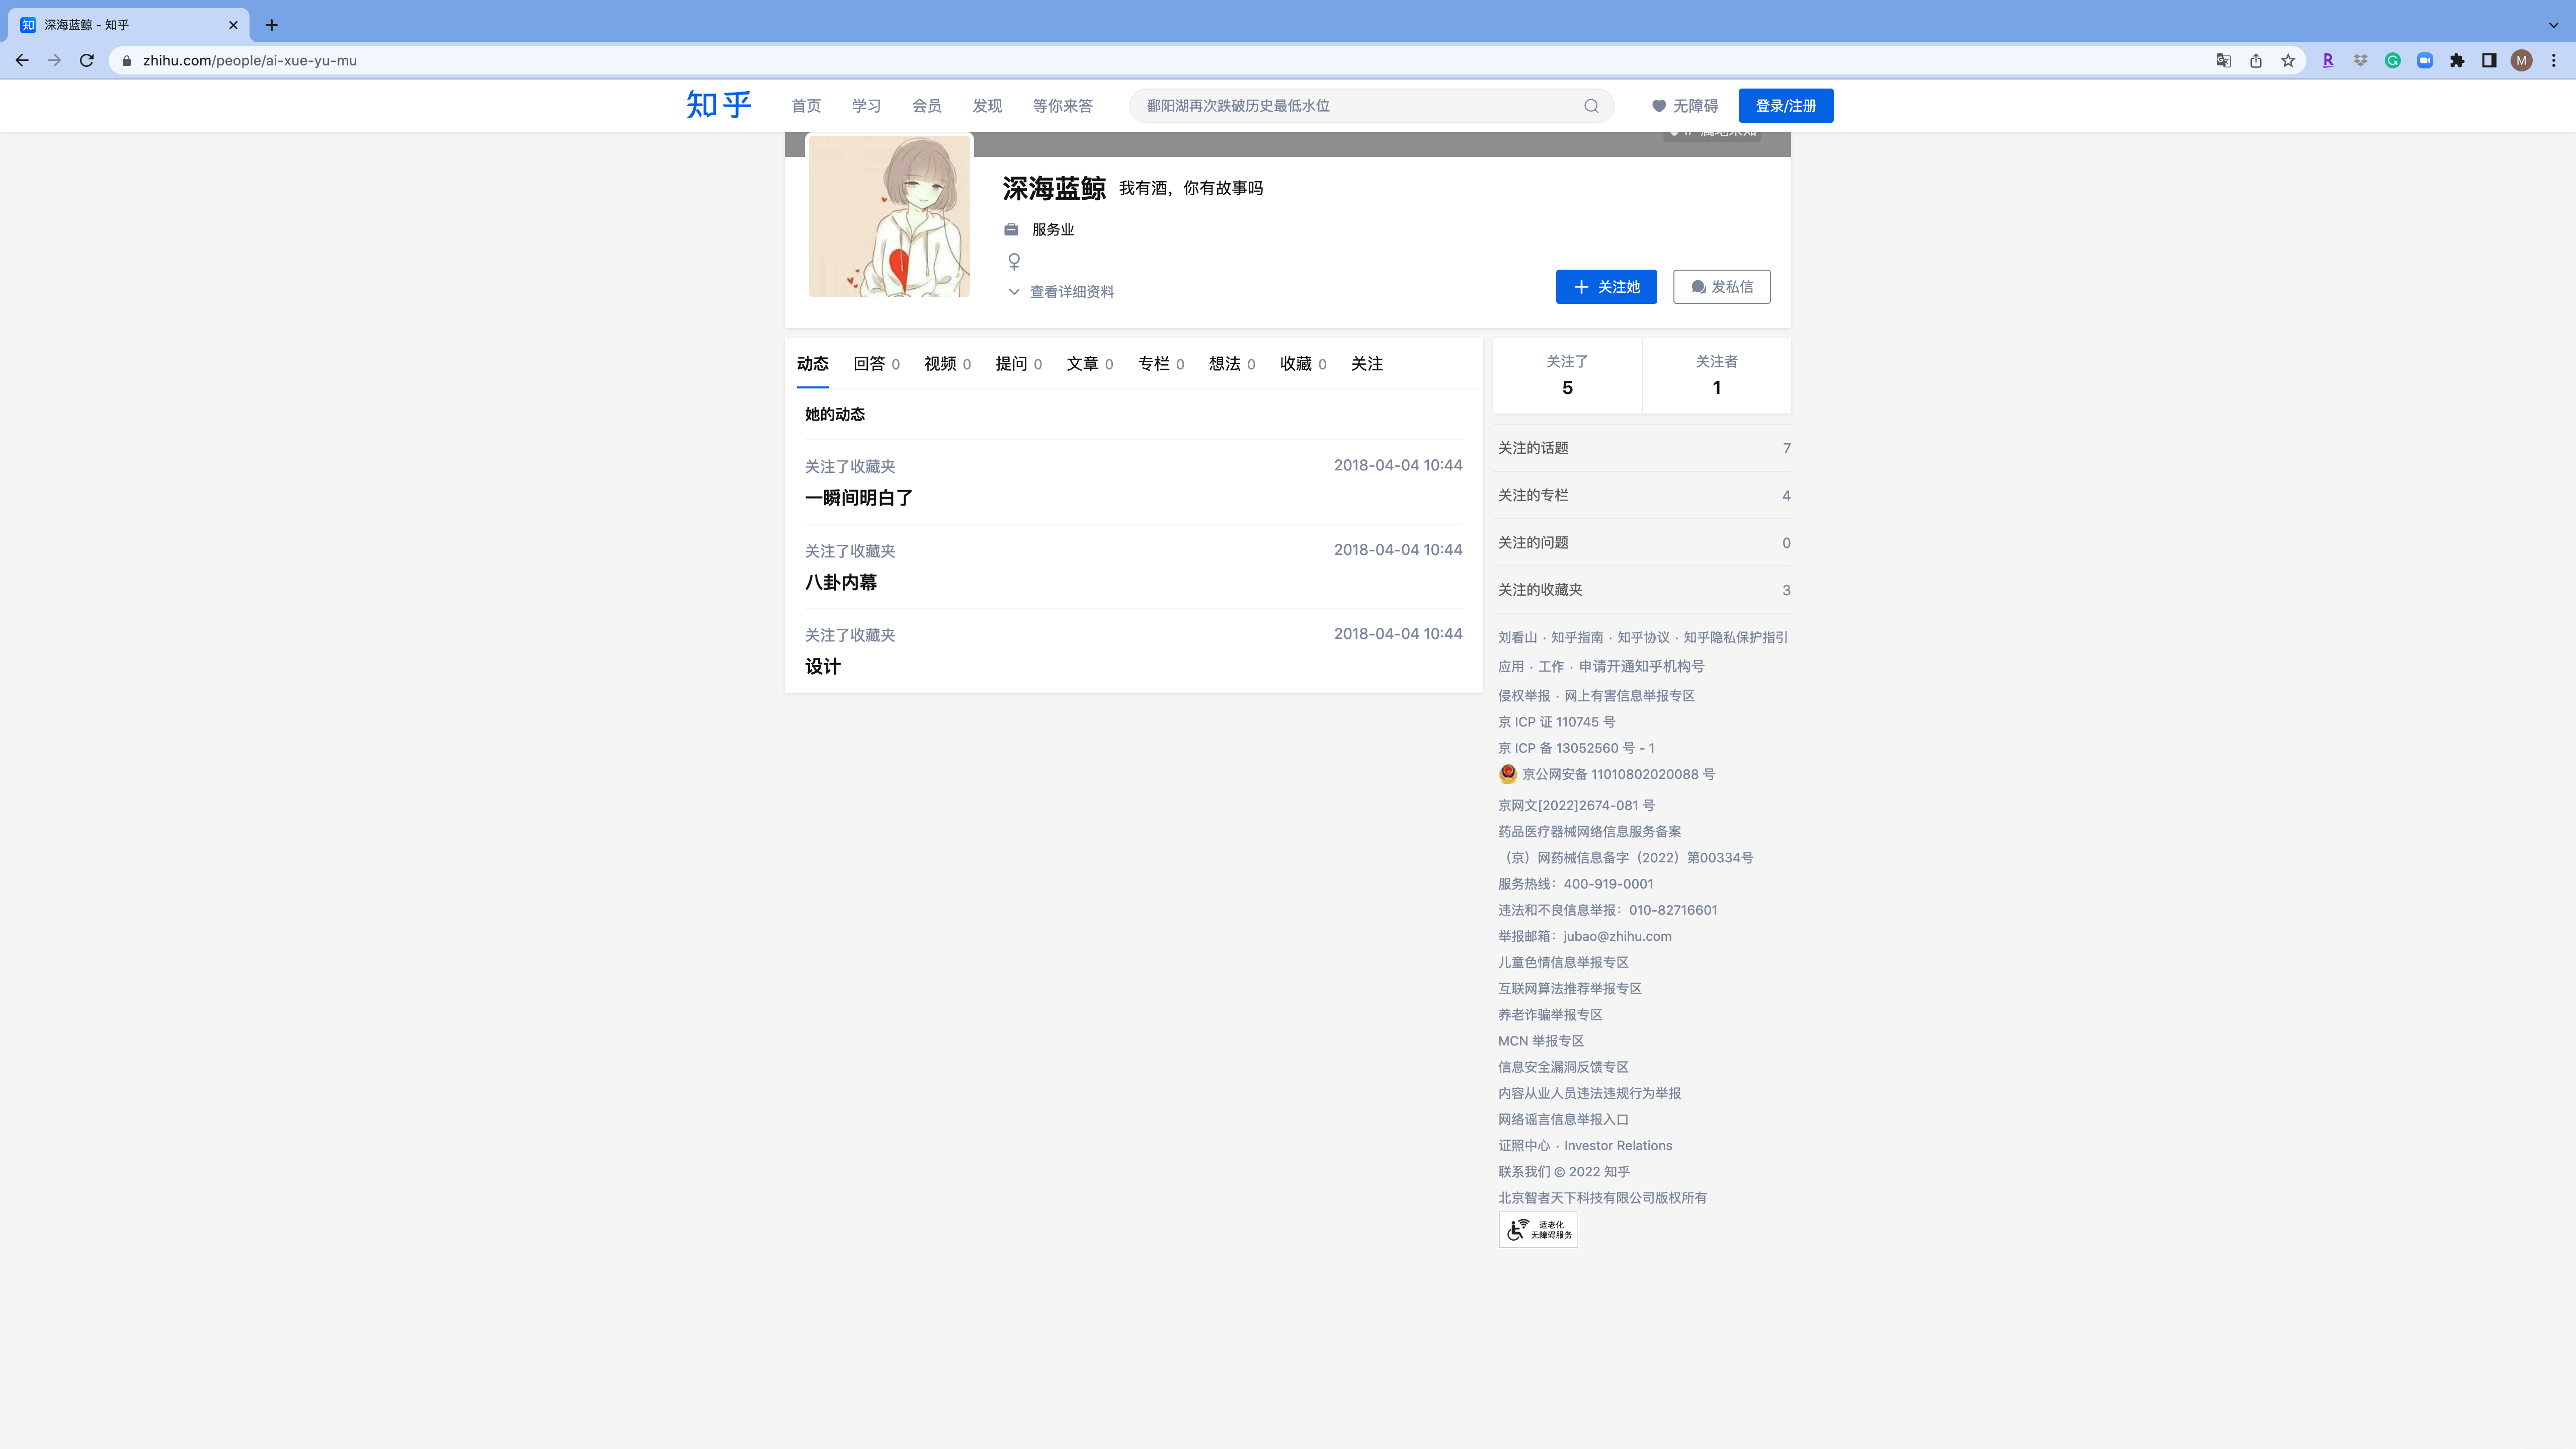 深海蓝鲸 - 知乎
zhihu.com/people/ai-xue-yu-mu
M
知乎 首页 学习 会员 发现 等你来答 鄱阳湖再次跌破历史最低水位 无障碍 登录/注册
深海蓝鲸 我有酒，你有故事吗
服务业
查看详细资料
关注她 发私信
动态 回答 0 视频 0 提问 0 文章 0 专栏 0 想法 0 收藏 0 关注
她的动态
关注了收藏夹 2018-04-04 10:44
一瞬间明白了
关注了收藏夹 2018-04-04 10:44
八卦内幕
关注了收藏夹 2018-04-04 10:44
设计
关注了 关注者
5 1
关注的话题 7
关注的专栏 4
关注的问题 0
关注的收藏夹 3
刘看山 · 知乎指南 · 知乎协议 · 知乎隐私保护指引
应用 · 工作 · 申请开通知乎机构号
侵权举报 · 网上有害信息举报专区
京 ICP 证 110745 号
京 ICP 备 13052560 号 - 1
京公网安备 11010802020088 号
京网文[2022]2674-081 号
药品医疗器械网络信息服务备案
（京）网药械信息备字（2022）第00334号
服务热线：400-919-0001
违法和不良信息举报：010-82716601
举报邮箱：jubao@zhihu.com
儿童色情信息举报专区
互联网算法推荐举报专区
养老诈骗举报专区
MCN 举报专区
信息安全漏洞反馈专区
内容从业人员违法违规行为举报
网络谣言信息举报入口
证照中心 · Investor Relations
联系我们 © 2022 知乎
北京智者天下科技有限公司版权所有
适老化
无障碍服务